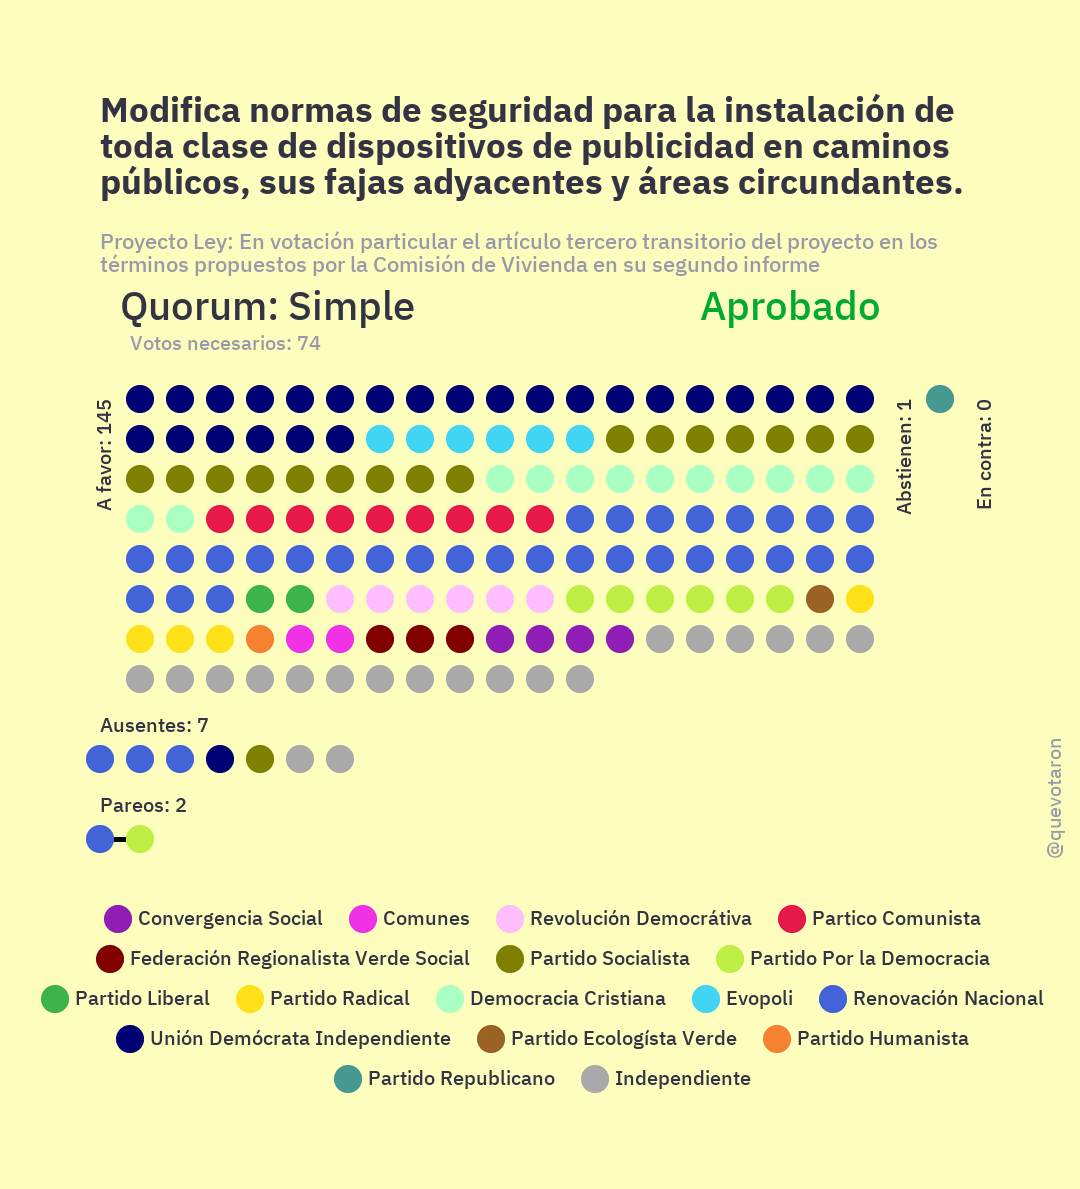 Modifica normas de seguridad para la instalación de
toda clase de dispositivos de publicidad en caminos
públicos, sus fajas adyacentes y áreas circundantes.
Proyecto Ley: En votación particular el artículo tercero transitorio del proyecto en los
términos propuestos por la Comisión de Vivienda en su segundo informe
Quorum: Simple
Aprobado
Votos necesarios: 74
A favor: 145
Abstienen: 1
En contra: 0
Ausentes: 7
Pareos: 2
@quevotaron
Convergencia Social
Comunes
Revolución Democrátiva
Partico Comunista
Federación Regionalista Verde Social
Partido Socialista
Partido Por la Democracia
Partido Liberal
Partido Radical
Democracia Cristiana
Evopoli
Renovación Nacional
Unión Demócrata Independiente
Partido Ecologísta Verde
Partido Humanista
Partido Republicano
Independiente